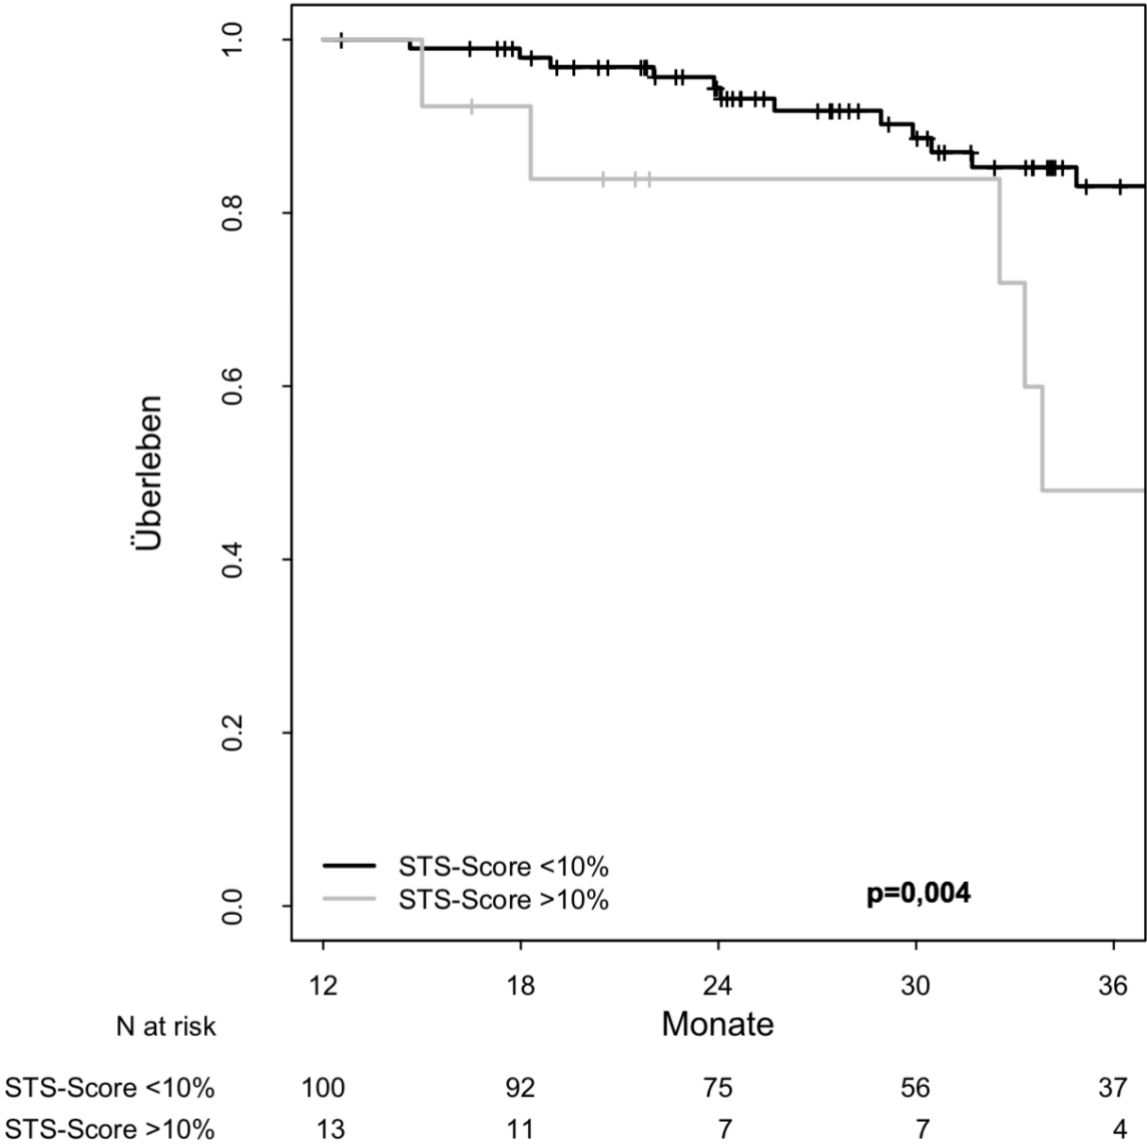 1.0
0.8
0.6
0.4
0.2
0.0
Überleben
STS-Score <10%
STS-Score >10%
p=0,004
12 18 24 30 36
Monate
N at risk
STS-Score <10% 100 92 75 56 37
STS-Score >10% 13 11 7 7 4